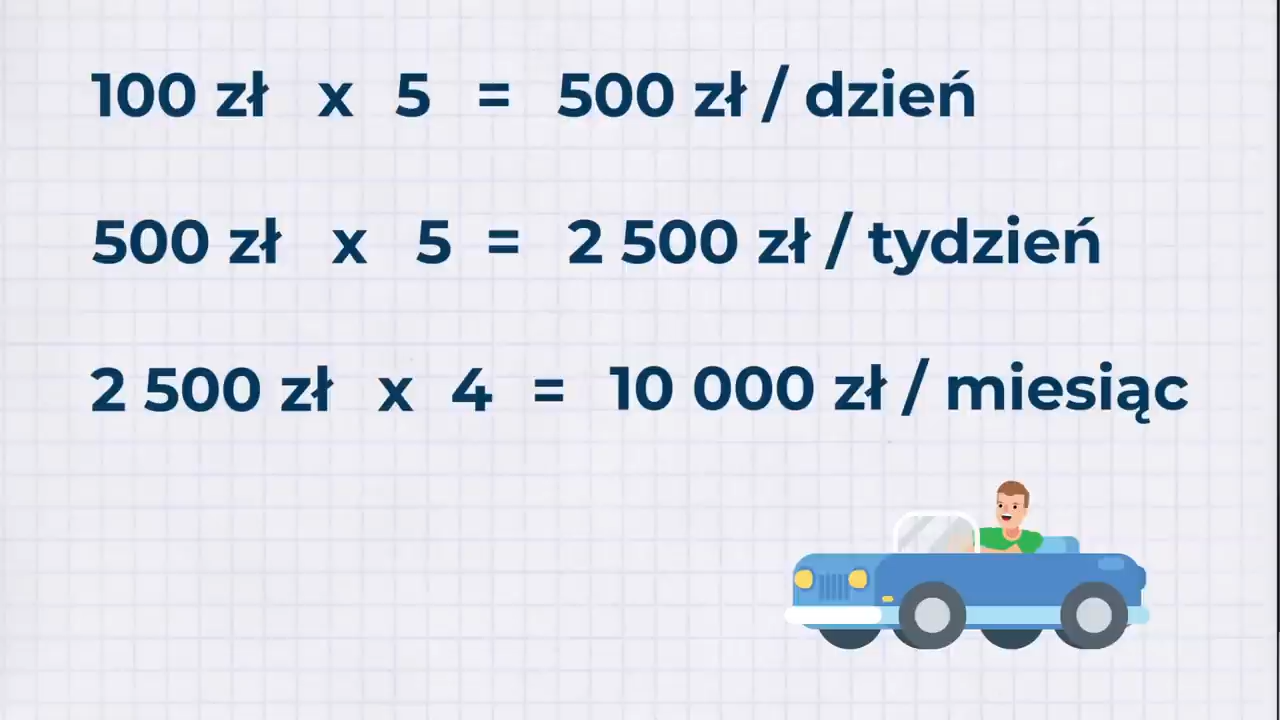 100 zł x 5 = 500 zł / dzień
500 zł x 5 = 2 500 zł / tydzień
2 500 zł x 4 = 10 000 zł / miesiąc